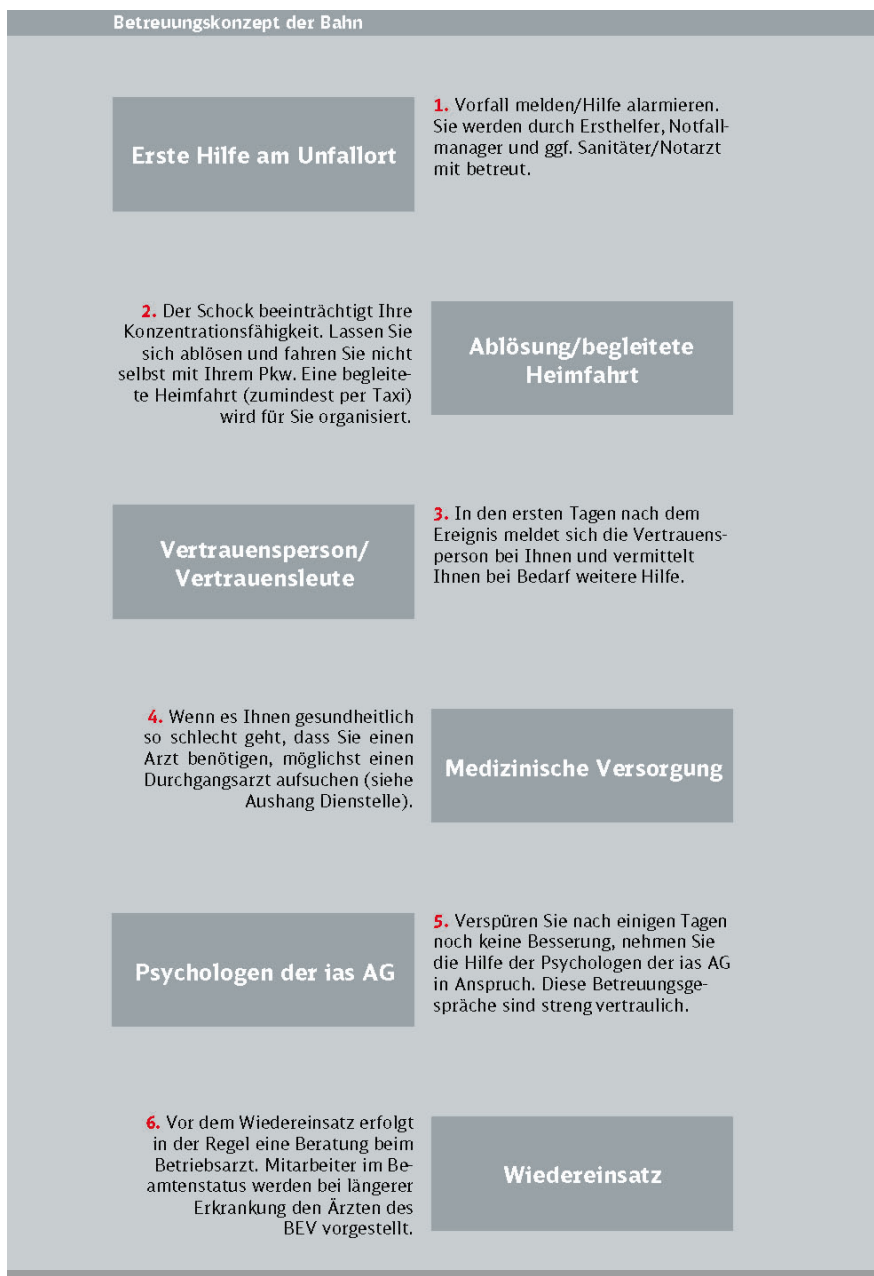 Betreuungskonzept der Bahn
Erste Hilfe am Unfallort
1. Vorfall melden/Hilfe alarmieren.
Sie werden durch Ersthelfer, Notfall-
manager und ggf. Sanitäter/Notarzt
mit betreut.
2. Der Schock beeinträchtigt Ihre
Konzentrationsfähigkeit. Lassen Sie
sich ablösen und fahren Sie nicht
selbst mit Ihrem Pkw. Eine begleite-
te Heimfahrt (zumindest per Taxi)
wird für Sie organisiert.
Ablösung/begleitete
Heimfahrt
Vertrauensperson/
Vertrauensleute
3. In den ersten Tagen nach dem
Ereignis meldet sich die Vertrauens-
person bei Ihnen und vermittelt
Ihnen bei Bedarf weitere Hilfe.
4. Wenn es Ihnen gesundheitlich
so schlecht geht, dass Sie einen
Arzt benötigen, möglichst einen
Durchgangsarzt aufsuchen (siehe
Aushang Dienstelle).
Medizinische Versorgung
Psychologen der ias AG
5. Verspüren Sie nach einigen Tagen
noch keine Besserung, nehmen Sie
die Hilfe der Psychologen der ias AG
in Anspruch. Diese Betreuungsge-
spräche sind streng vertraulich.
6. Vor dem Wiedereinsatz erfolgt
in der Regel eine Beratung beim
Betriebsarzt. Mitarbeiter im Be-
amtenstatus werden bei längerer
Erkrankung den Ärzten des
BEV vorgestellt.
Wiedereinsatz